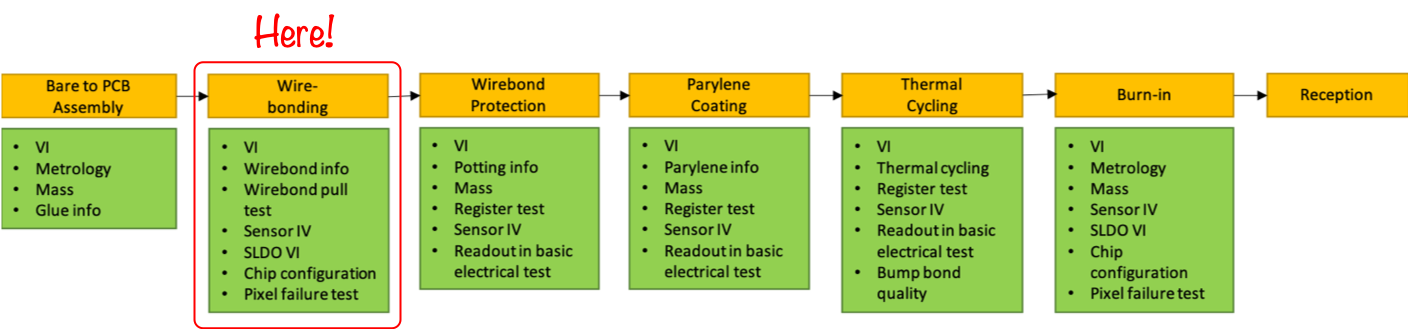 Here!
Bare to PCB
Assembly
• VI
• Metrology
• Mass
• Glue info
Wire-
bonding
• VI
• Wirebond info
• Wirebond pull
test
• Sensor IV
• SLDO VI
• Chip configuration
• Pixel failure test
Wirebond
Protection
• VI
• Potting info
• Mass
• Register test
• Sensor IV
• Readout in basic
electrical test
Parylene
Coating
• VI
• Parylene info
• Mass
• Register test
• Sensor IV
• Readout in basic
electrical test
Thermal
Cycling
• VI
• Thermal cycling
• Register test
• Sensor IV
• Readout in basic
electrical test
• Bump bond
quality
Burn-in
• VI
• Metrology
• Mass
• Sensor IV
• SLDO VI
• Chip
configuration
• Pixel failure test
Reception